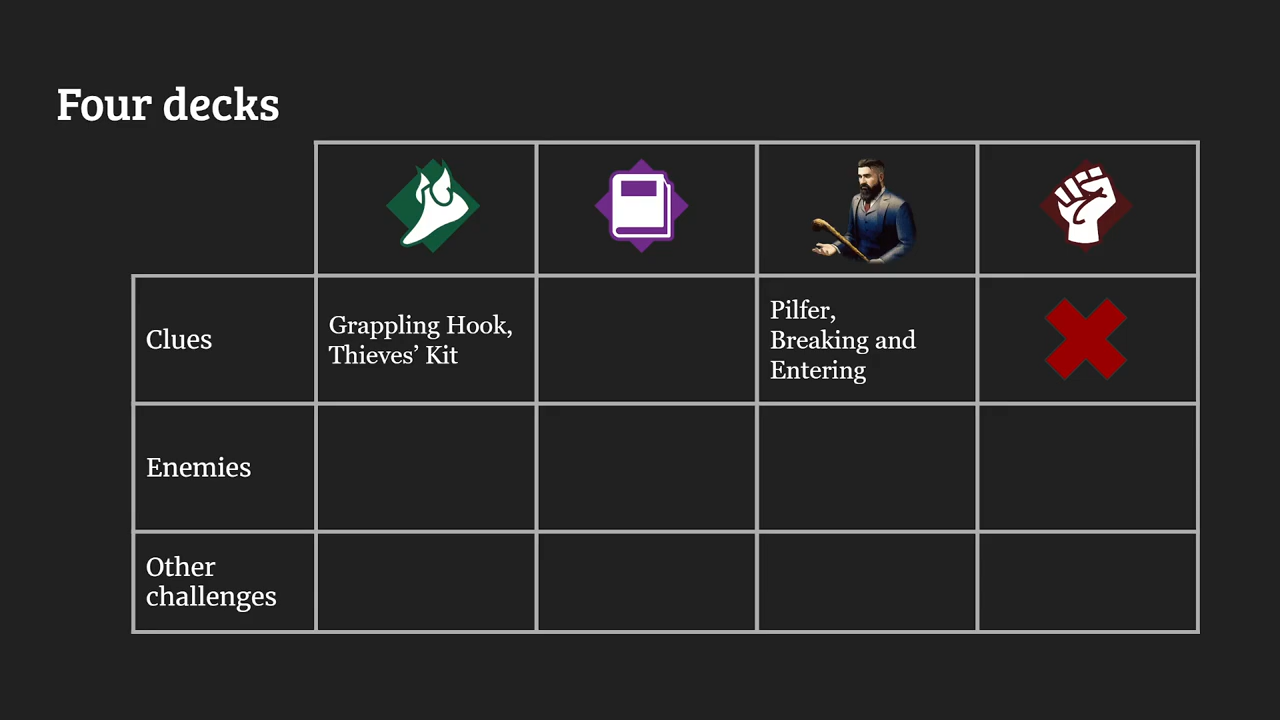 Four decks
Clues
Grappling Hook,
Thieves’ Kit
Pilfer,
Breaking and
Entering
Enemies
Other
challenges